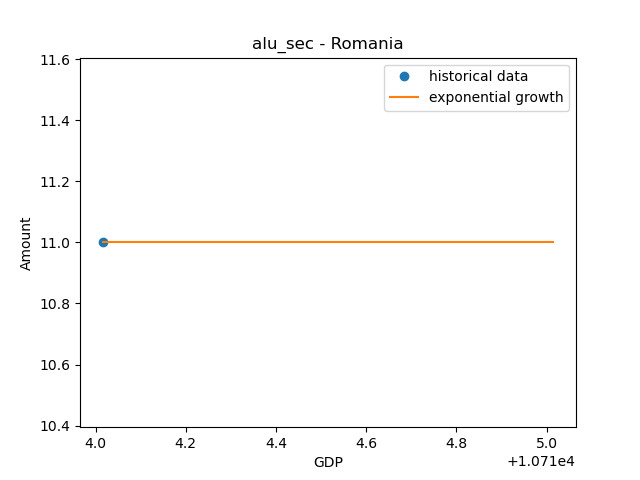 alu_sec - Romania
historical data
exponential growth
11.6
11.4
11.2
11.0
10.8
10.6
10.4
Amount
4.0 4.2 4.4 4.6 4.8 5.0
GDP
+1.071e4